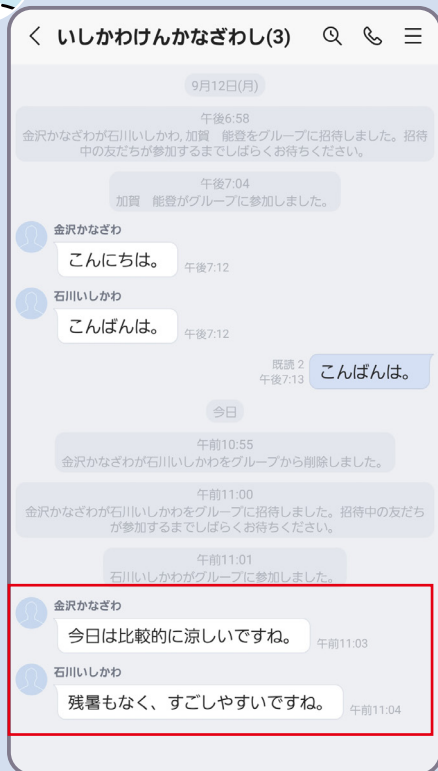 いしかわけんかなざわし(3)
9月12日(月)
午後6:58
金沢かなざわが石川いしかわ, 加賀　能登をグループに招待しました。招待
中の友だちが参加するまでしばらくお待ちください。
午後7:04
加賀　能登がグループに参加しました。
金沢かなざわ
こんにちは。
午後7:12
石川いしかわ
こんばんは。
午後7:12
既読 2
午後7:13
こんばんは。
今日
午前10:55
金沢かなざわが石川いしかわをグループから削除しました。
午前11:00
金沢かなざわが石川いしかわをグループに招待しました。招待中の友だち
が参加するまでしばらくお待ちください。
午前11:01
石川いしかわがグループに参加しました。
金沢かなざわ
今日は比較的に涼しいですね。
午前11:03
石川いしかわ
残暑もなく、すごしやすいですね。
午前11:04